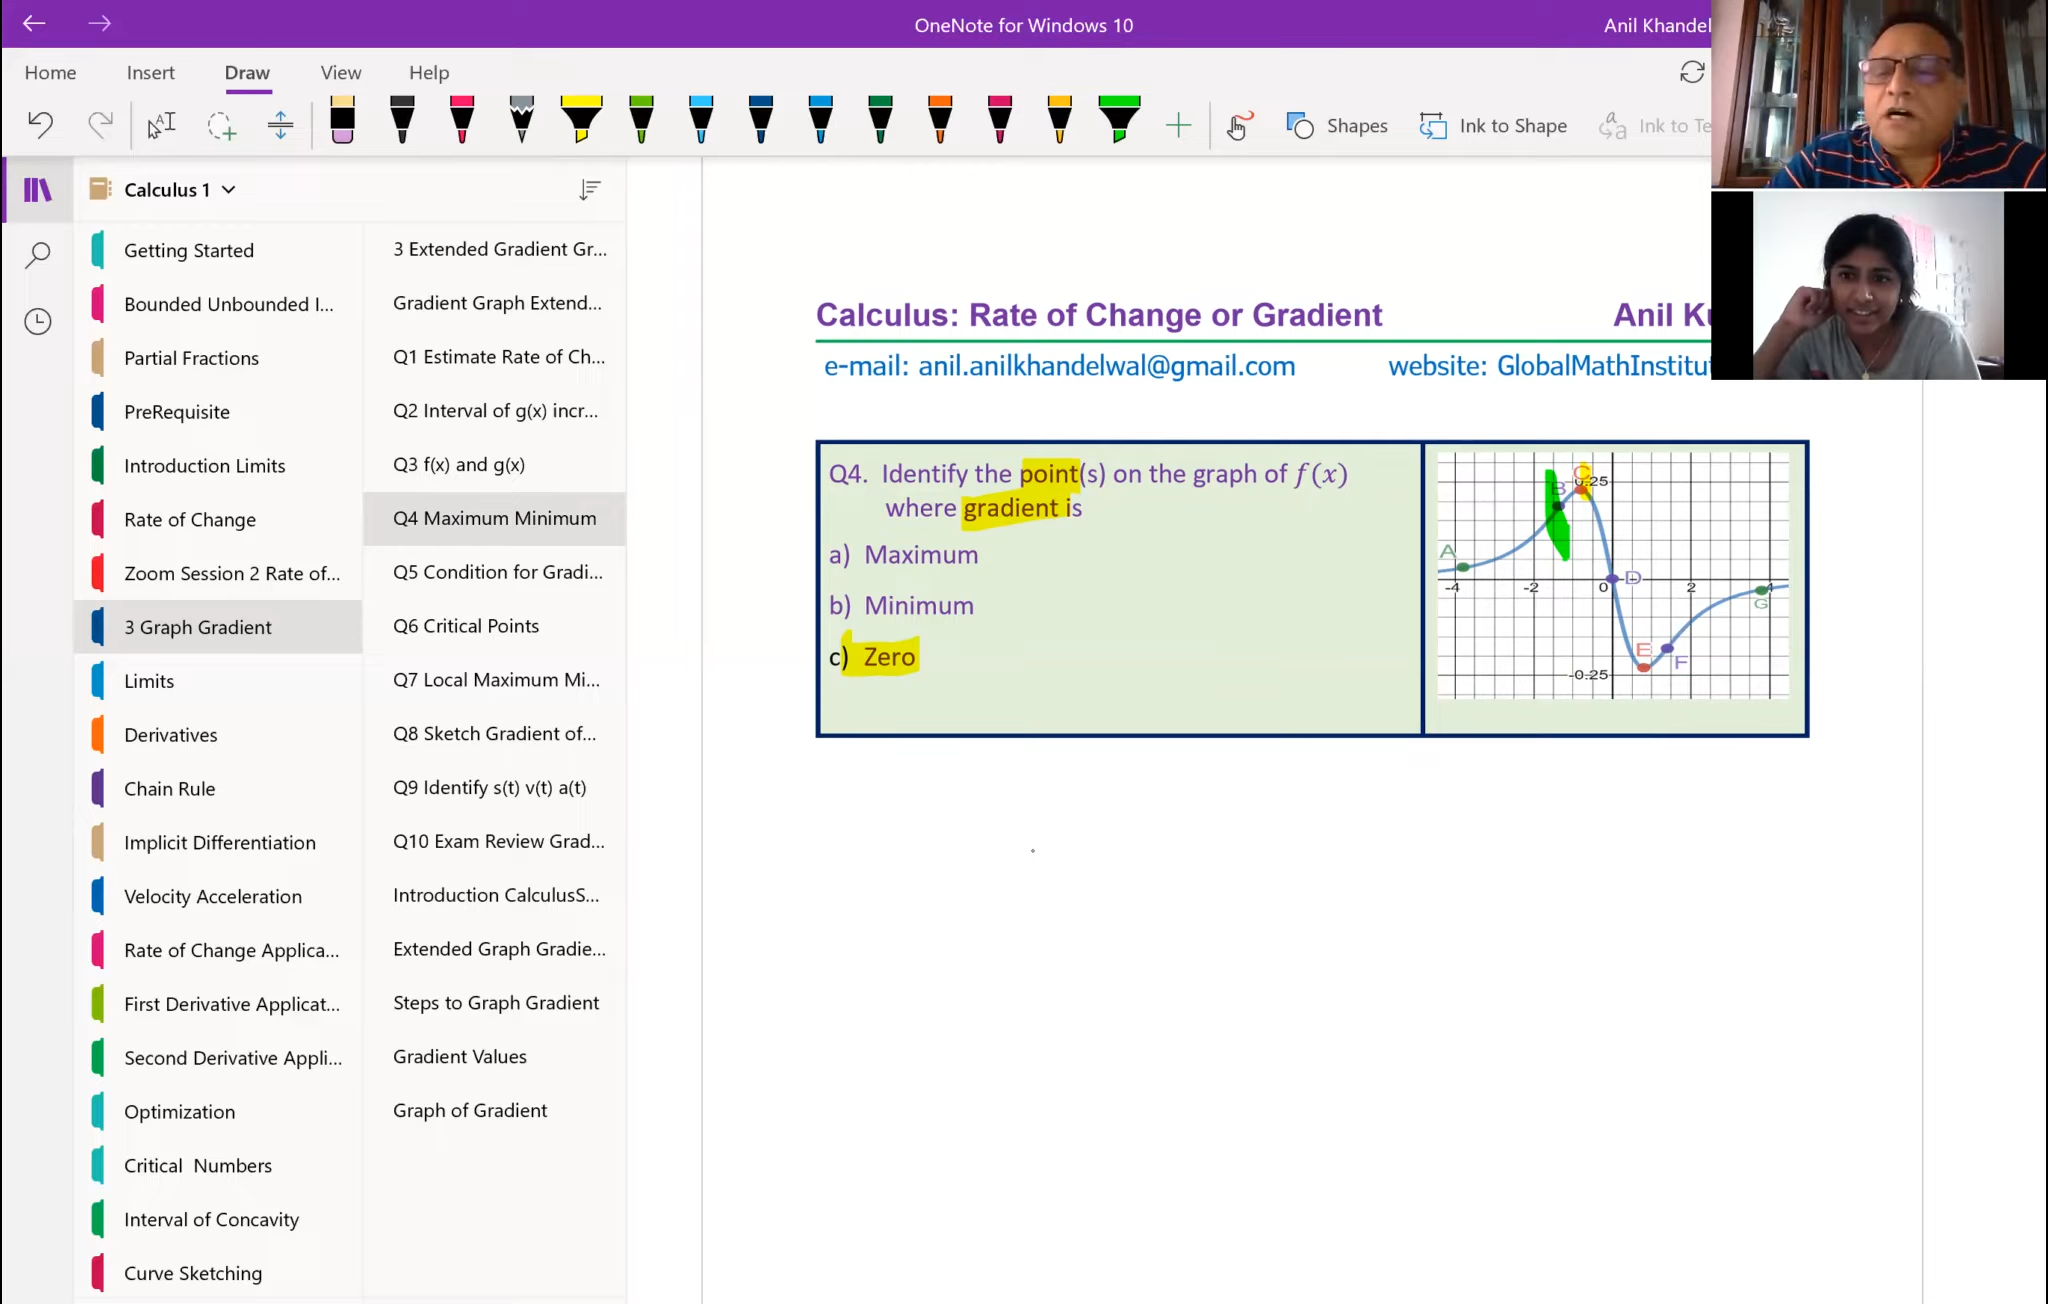 OneNote for Windows 10
Anil Khandel
Home Insert Draw View Help
Shapes Ink to Shape Ink to Te
Calculus 1
Getting Started
Bounded Unbounded I...
Partial Fractions
PreRequisite
Introduction Limits
Rate of Change
Zoom Session 2 Rate of...
3 Graph Gradient
Limits
Derivatives
Chain Rule
Implicit Differentiation
Velocity Acceleration
Rate of Change Applica...
First Derivative Applicat...
Second Derivative Appli...
Optimization
Critical Numbers
Interval of Concavity
Curve Sketching
3 Extended Gradient Gr...
Gradient Graph Extend...
Q1 Estimate Rate of Ch...
Q2 Interval of g(x) incr...
Q3 f(x) and g(x)
Q4 Maximum Minimum
Q5 Condition for Gradi...
Q6 Critical Points
Q7 Local Maximum Mi...
Q8 Sketch Gradient of...
Q9 Identify s(t) v(t) a(t)
Q10 Exam Review Grad...
Introduction CalculusS...
Extended Graph Gradie...
Steps to Graph Gradient
Gradient Values
Graph of Gradient
Calculus: Rate of Change or Gradient Anil Ku
e-mail: anil.anilkhandelwal@gmail.com website: GlobalMathInstitut
Q4. Identify the point(s) on the graph of f(x)
where gradient is
a) Maximum
b) Minimum
c) Zero
C
B 0.25
A
D
-4 -2 0 2 4
G
E
F
-0.25